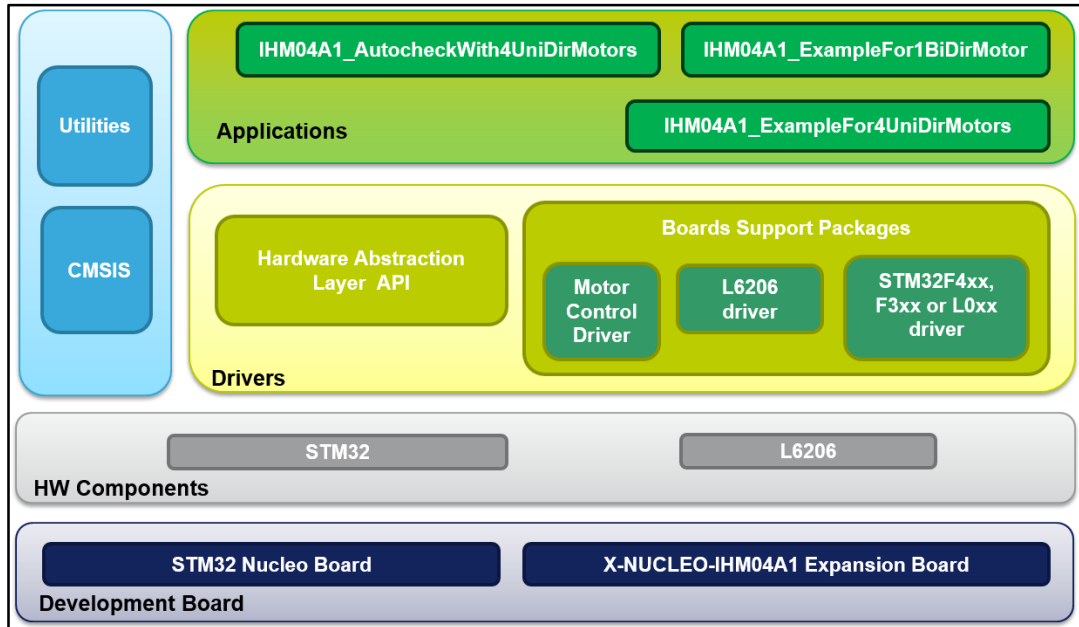 Utilities
CMSIS
IHM04A1_AutocheckWith4UniDirMotors
IHM04A1_ExampleFor1BiDirMotor
IHM04A1_ExampleFor4UniDirMotors
Applications
Hardware Abstraction
Layer API
Boards Support Packages
Motor
Control
Driver
L6206
driver
STM32F4xx,
F3xx or L0xx
driver
Drivers
STM32
L6206
HW Components
STM32 Nucleo Board
X-NUCLEO-IHM04A1 Expansion Board
Development Board